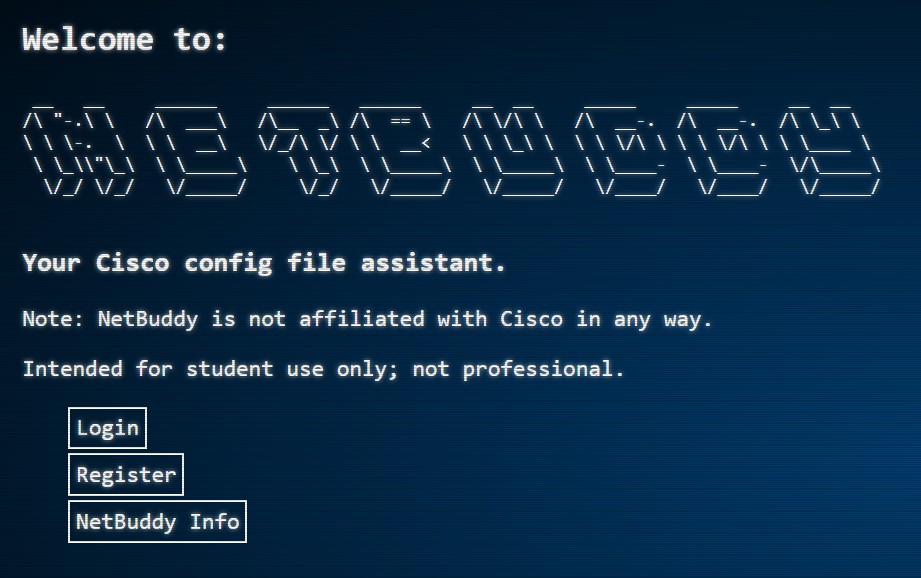 Welcome to:
NETBUDDY
Your Cisco config file assistant.
Note: NetBuddy is not affiliated with Cisco in any way.
Intended for student use only; not professional.
Login
Register
NetBuddy Info